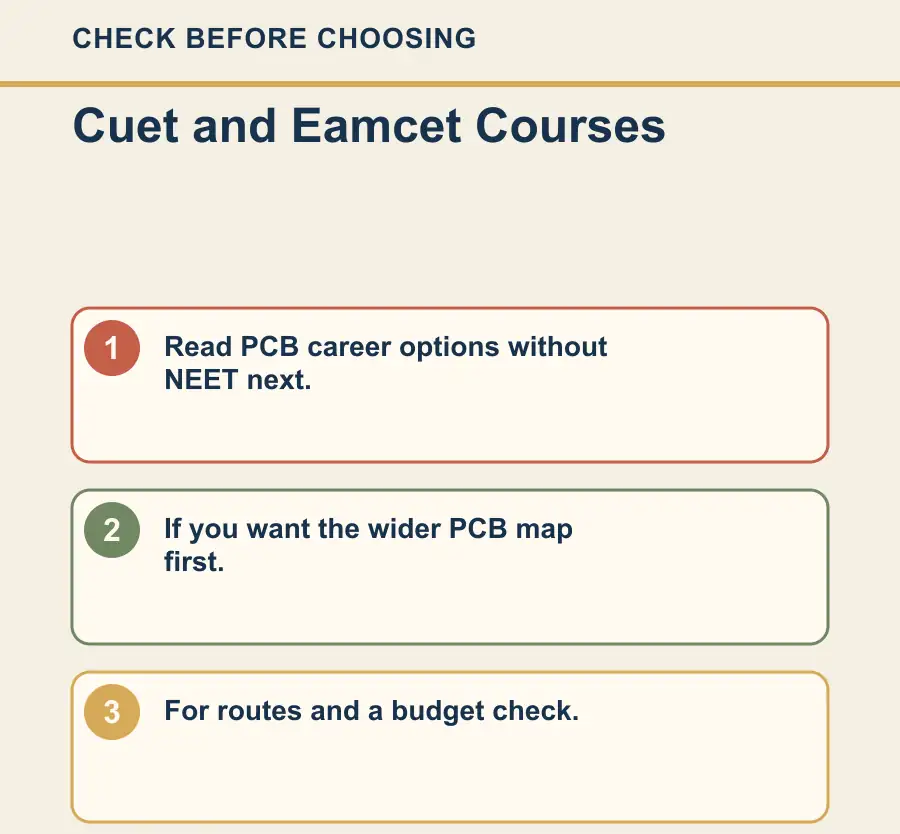 CHECK BEFORE CHOOSING
Cuet and Eamcet Courses
1
Read PCB career options without
NEET next.
2
If you want the wider PCB map
first.
3
For routes and a budget check.